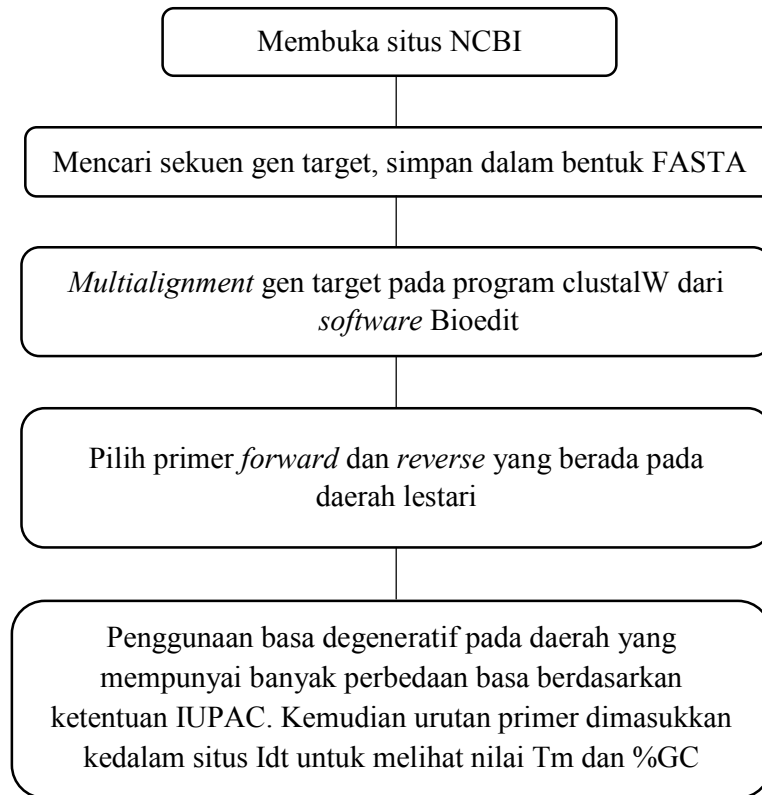 Membuka situs NCBI
Mencari sekuen gen target, simpan dalam bentuk FASTA
Multialignment gen target pada program clustalW dari
software Bioedit
Pilih primer forward dan reverse yang berada pada
daerah lestari
Penggunaan basa degeneratif pada daerah yang
mempunyai banyak perbedaan basa berdasarkan
ketentuan IUPAC. Kemudian urutan primer dimasukkan
kedalam situs Idt untuk melihat nilai Tm dan %GC